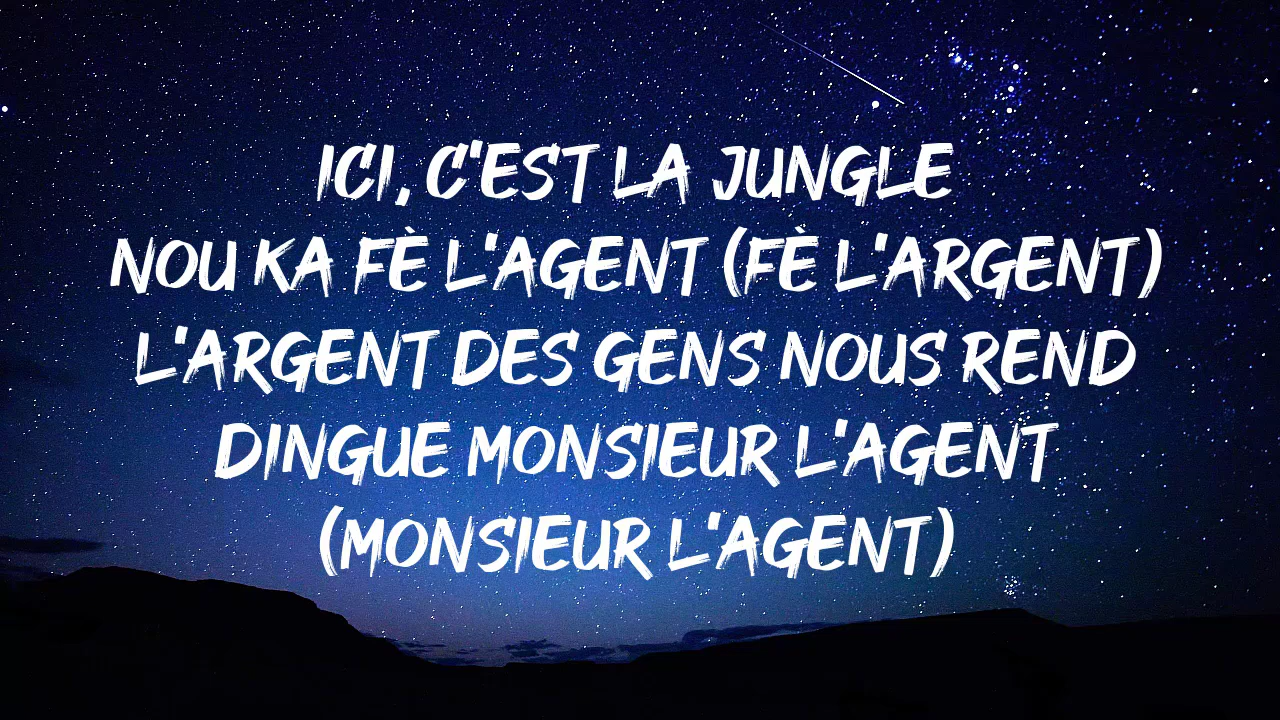 ICI, C'EST LA JUNGLE
NOU KA FÈ L'AGENT (FÈ L'ARGENT)
L'ARGENT DES GENS NOUS REND
DINGUE MONSIEUR L'AGENT
(MONSIEUR L'AGENT)